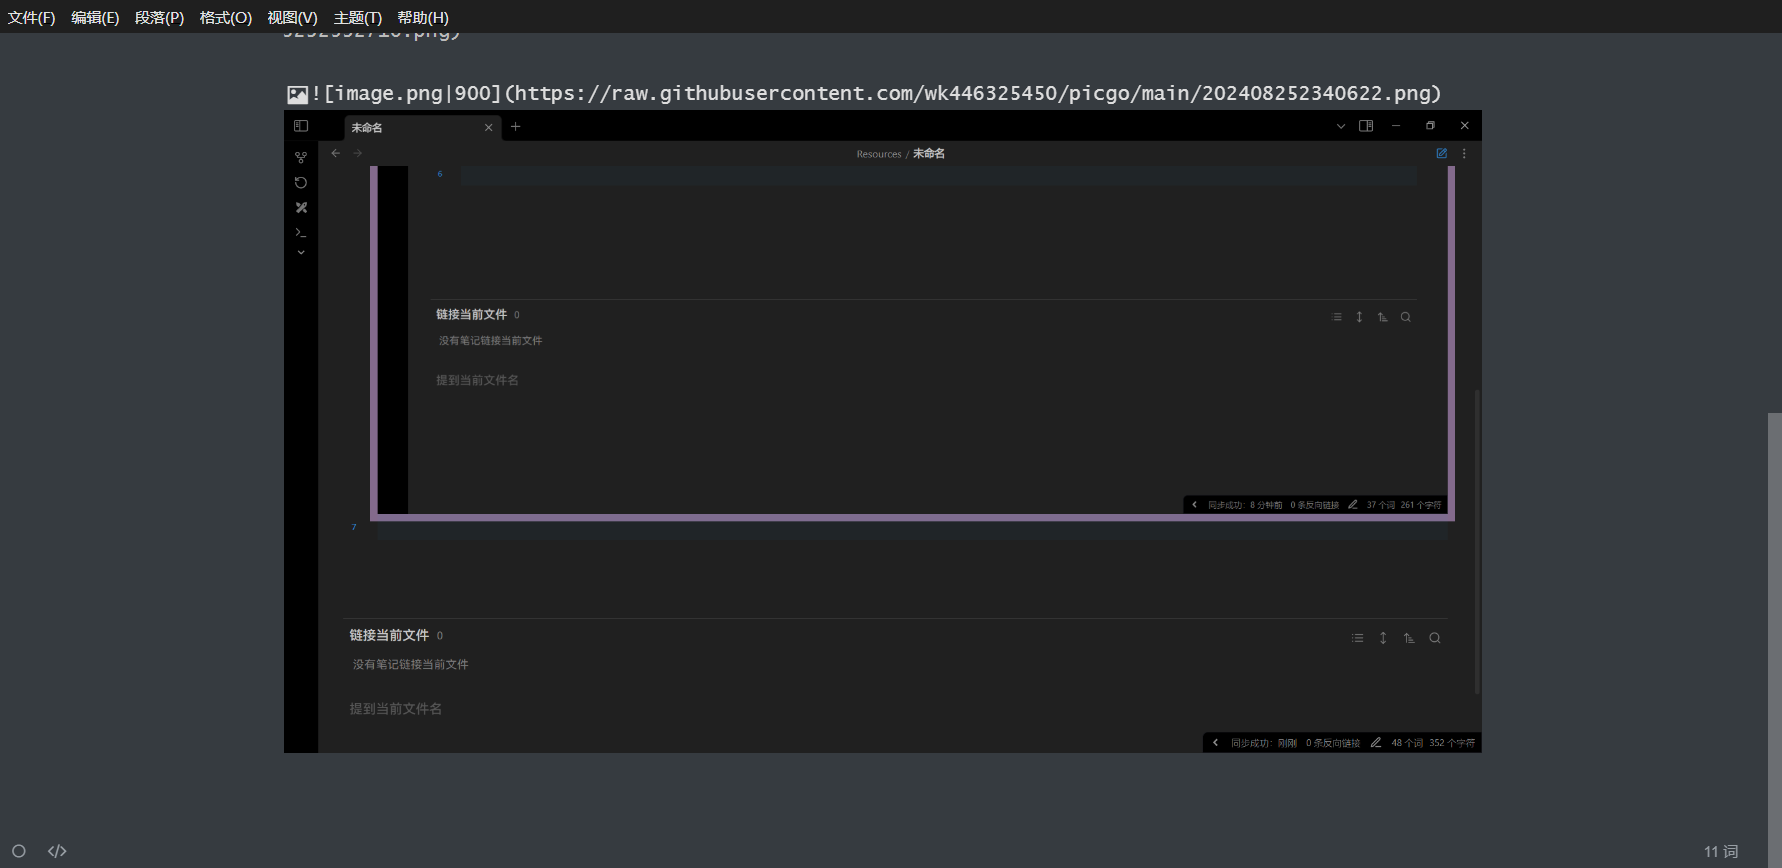 文件(F) 编辑(E) 段落(P) 格式(O) 视图(V) 主题(T) 帮助(H)
![image.png|900](https://raw.githubusercontent.com/wk446325450/picgo/main/202408252340622.png)
未命名
Resources / 未命名
6
链接当前文件 0
没有笔记链接当前文件
提到当前文件名
同步成功: 8 分钟前 0 条反向链接 37 个词 261 个字符
7
链接当前文件 0
没有笔记链接当前文件
提到当前文件名
同步成功: 刚刚 0 条反向链接 48 个词 352 个字符
11 词